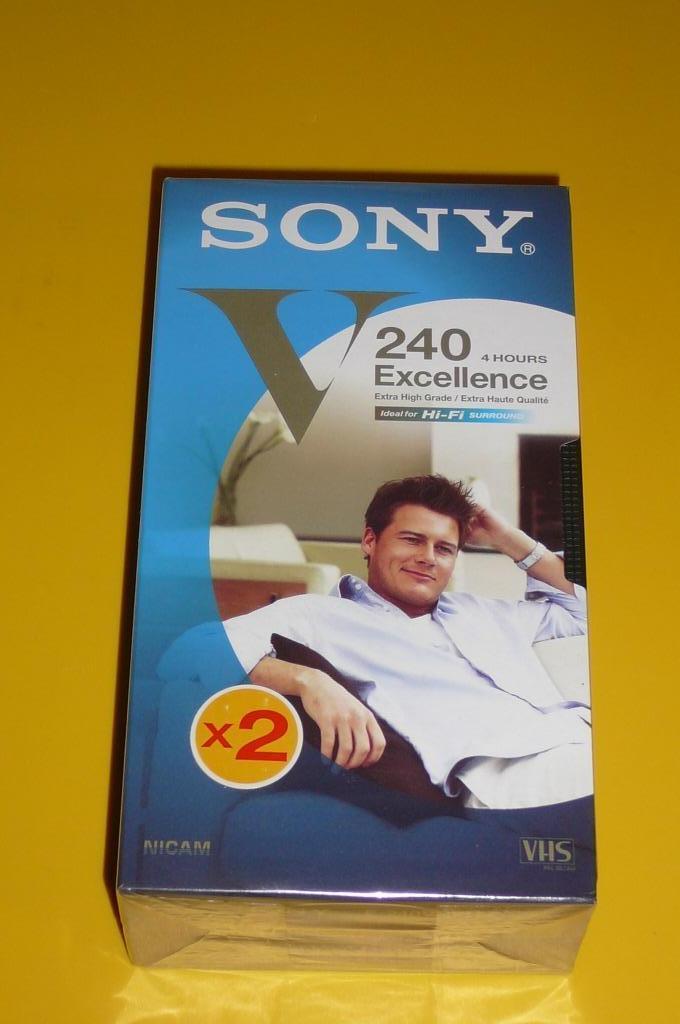 SONY®
V
240 4 HOURS
Excellence
Extra High Grade / Extra Haute Qualité
Ideal for Hi-Fi SURROUND
x2
NICAM
VHS